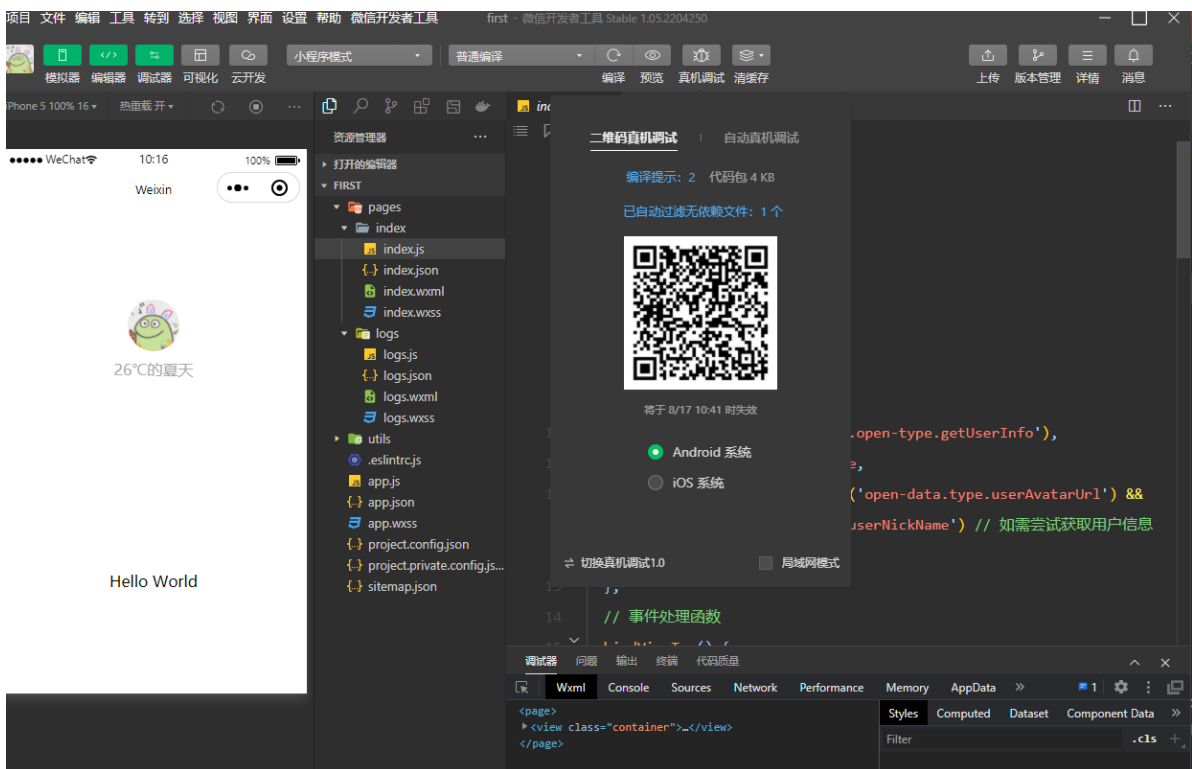 项目 文件 编辑 工具 转到 选择 视图 界面 设置 帮助 微信开发者工具 first - 微信开发者工具 Stable 1.05.2204250
小程序模式 普通编译
模拟器 编辑器 调试器 可视化 云开发 编译 预览 真机调试 清缓存 上传 版本管理 详情 消息
iPhone 5 100% 16 热重载 开
资源管理器
打开的编辑器
FIRST
pages
index
index.js
index.json
index.wxml
index.wxss
logs
logs.js
logs.json
logs.wxml
logs.wxss
utils
.eslintrc.js
app.js
app.json
app.wxss
project.config.json
project.private.config.js...
sitemap.json
WeChat 10:16 100%
Weixin
26℃的夏天
Hello World
二维码真机调试 自动真机调试
编译提示: 2 代码包 4 KB
已自动过滤无依赖文件: 1 个
将于 8/17 10:41 时失效
Android 系统
iOS 系统
切换真机调试1.0 局域网模式
.open-type.getUserInfo'),
e,
('open-data.type.userAvatarUrl') &&
userNickName') // 如需尝试获取用户信息
},
14 // 事件处理函数
调试器 问题 输出 终端 代码质量
Wxml Console Sources Network Performance Memory AppData 1
<page>
<view class="container">…</view>
</page>
Styles Computed Dataset Component Data
Filter .cls